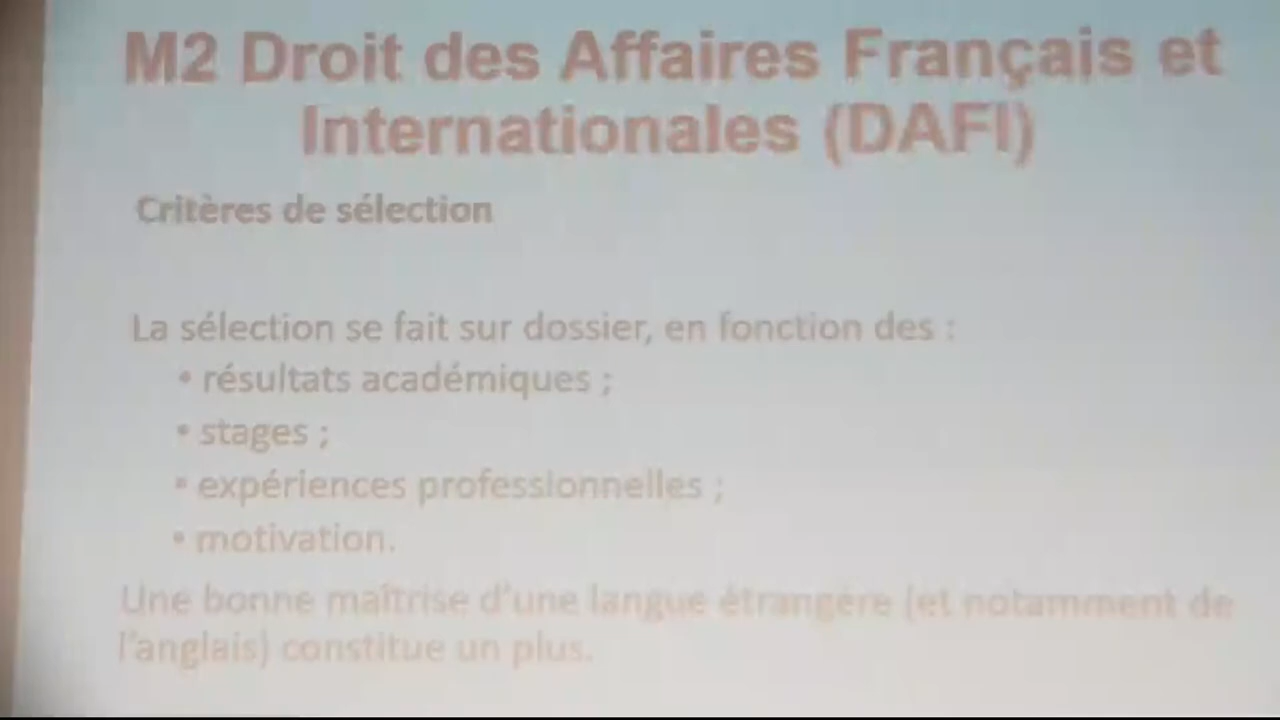 M2 Droit des Affaires Français et
Internationales (DAFI)
Critères de sélection
La sélection se fait sur dossier, en fonction des :
• résultats académiques ;
• stages ;
• expériences professionnelles ;
• motivation.
Une bonne maîtrise d'une langue étrangère (et notamment de
l'anglais) constitue un plus.